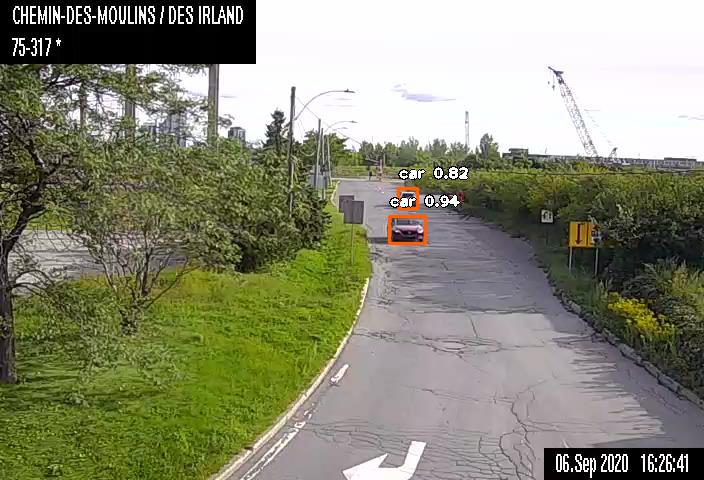 CHEMIN-DES-MOULINS / DES IRLAND
75-317 *
car 0.82
car 0.94
06.Sep 2020 16:26:41